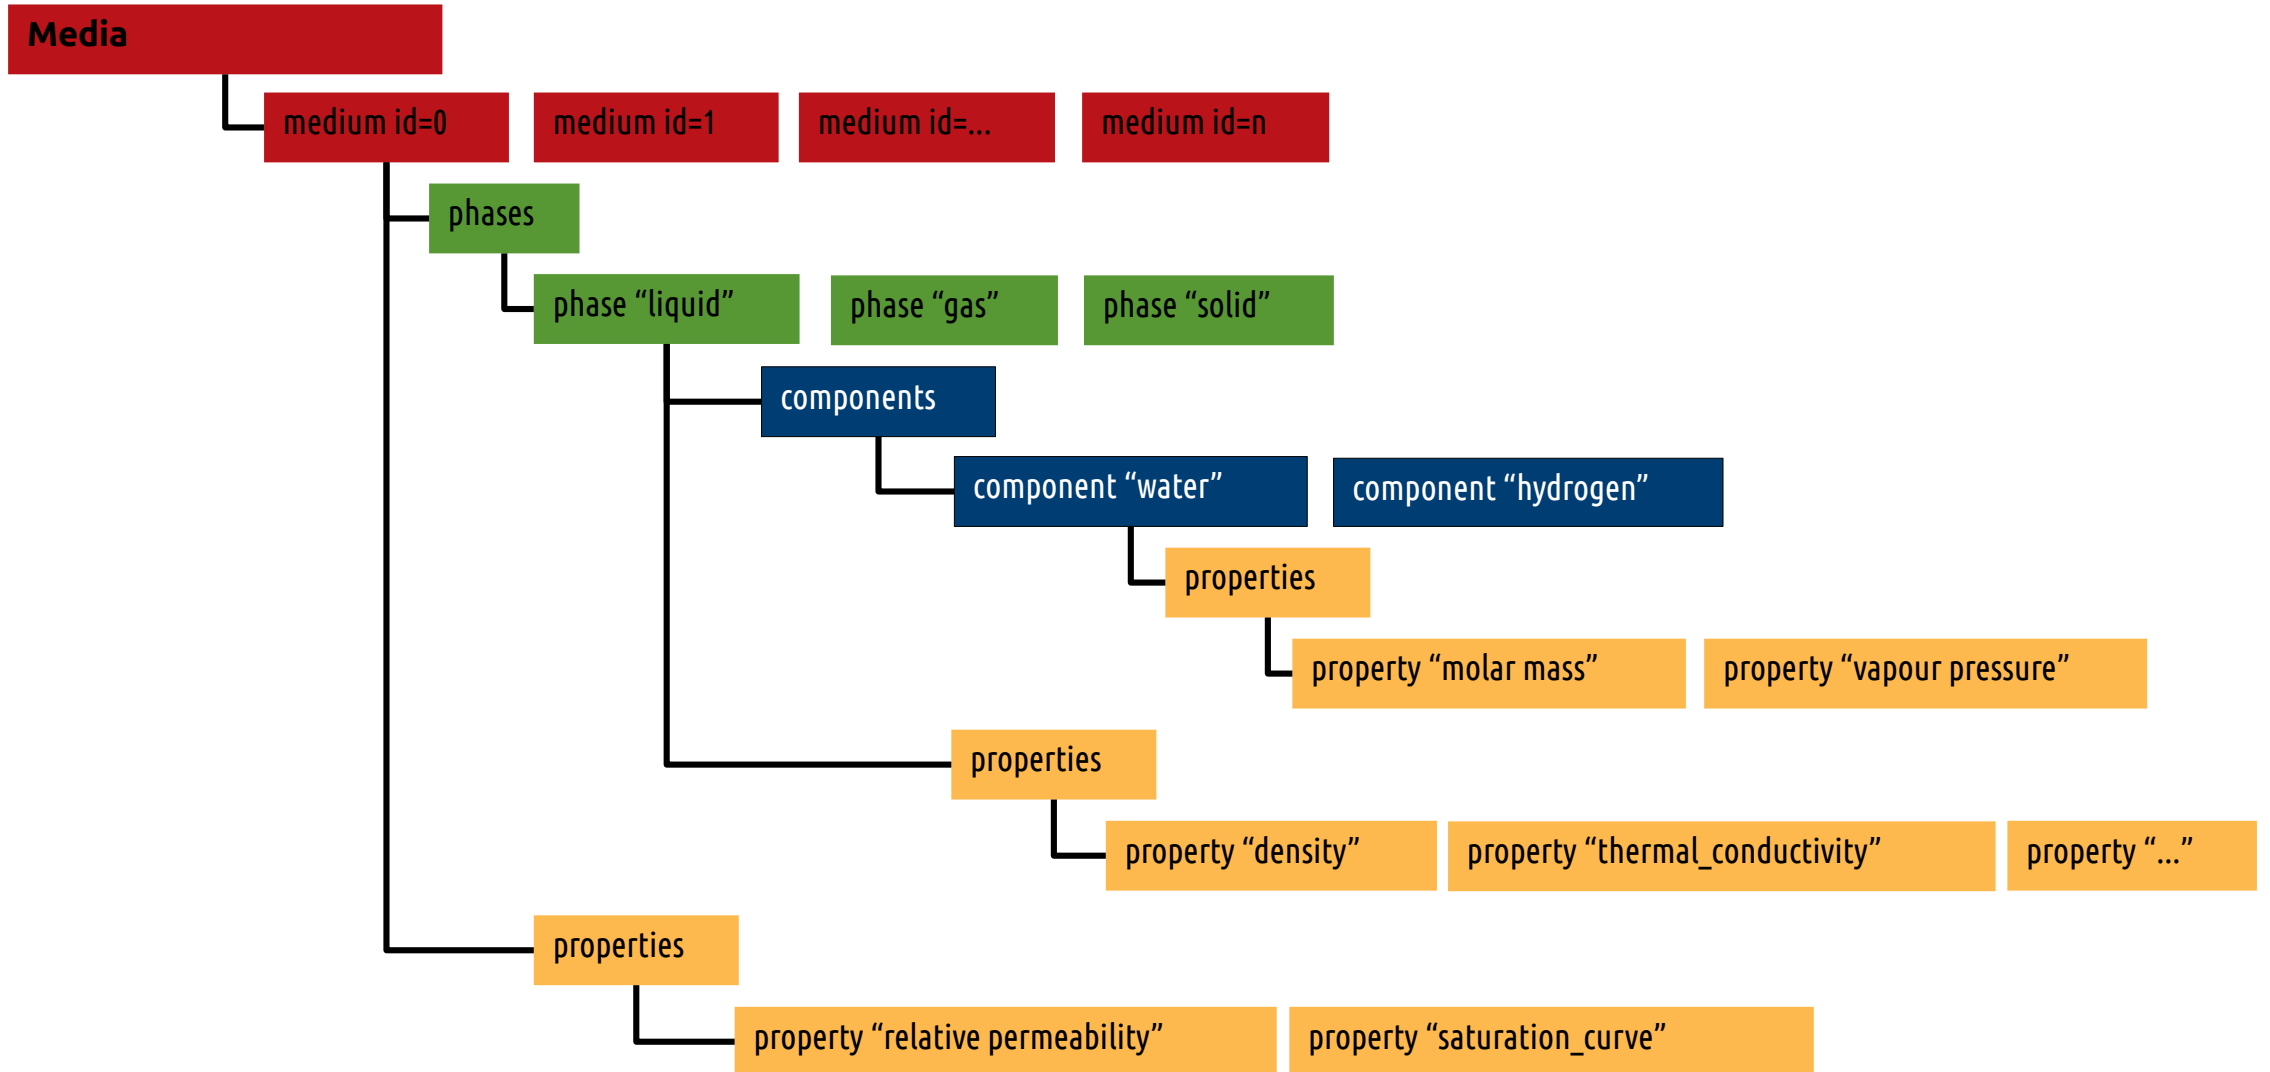 Media
medium id=0 medium id=1 medium id=... medium id=n
phases
phase “liquid” phase “gas” phase “solid”
components
component “water” component “hydrogen”
properties
property “molar mass” property “vapour pressure”
properties
property “density” property “thermal_conductivity” property “...”
properties
property “relative permeability” property “saturation_curve”